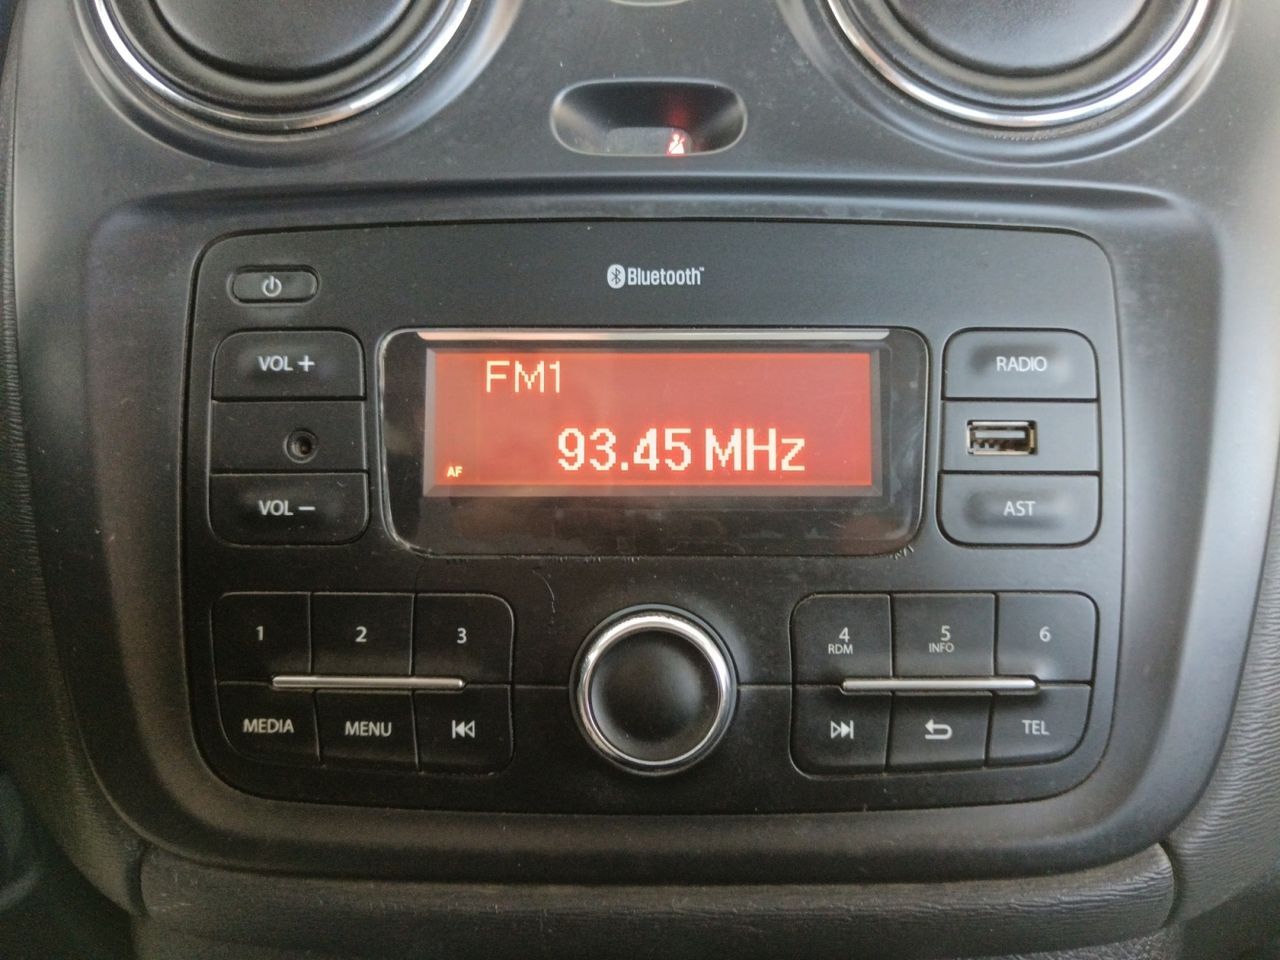 Bluetooth™
VOL +
RADIO
FM1
93.45 MHz
AF
VOL –
AST
1
2
3
4
RDM
5
INFO
6
MEDIA
MENU
TEL